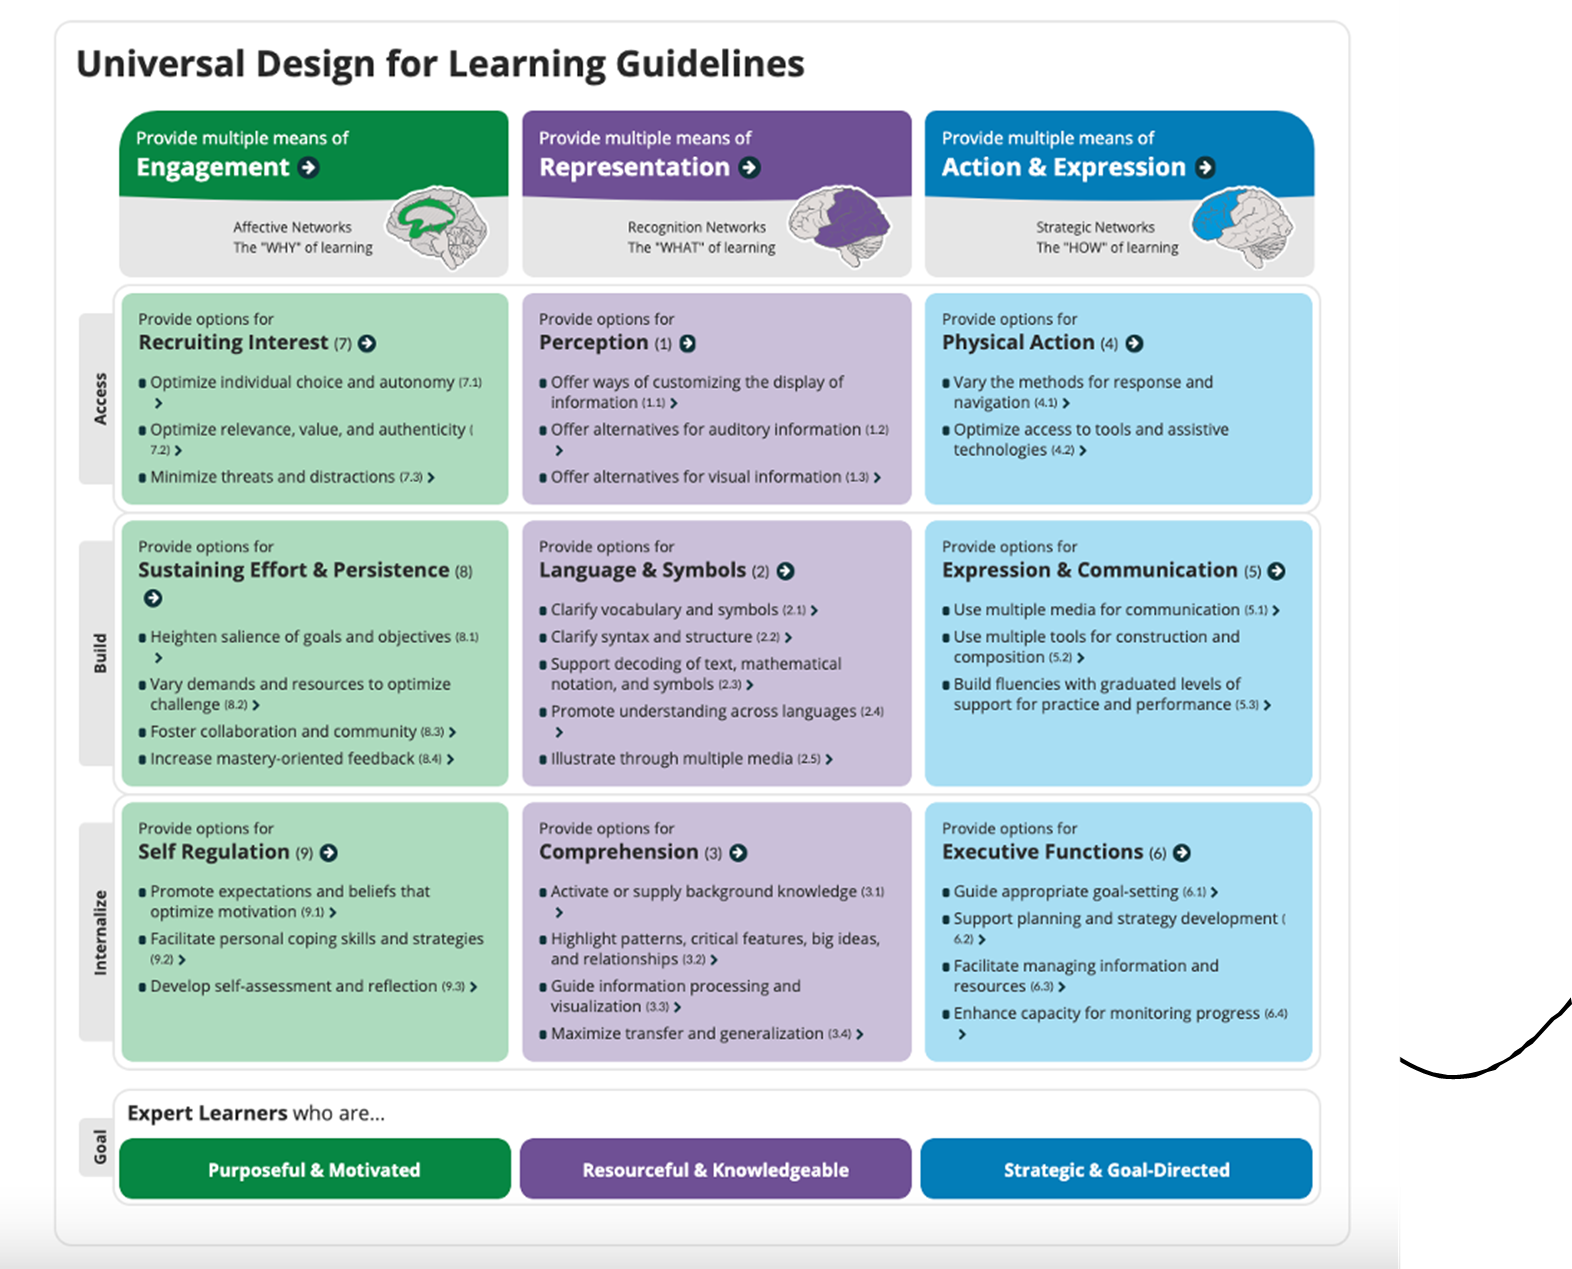 Universal Design for Learning Guidelines
Provide multiple means of
Engagement
Affective Networks
The "WHY" of learning
Provide multiple means of
Representation
Recognition Networks
The "WHAT" of learning
Provide multiple means of
Action & Expression
Strategic Networks
The "HOW" of learning
Access
Provide options for
Recruiting Interest (7)
Optimize individual choice and autonomy (7.1)
Optimize relevance, value, and authenticity (
7.2)
Minimize threats and distractions (7.3)
Provide options for
Perception (1)
Offer ways of customizing the display of
information (1.1)
Offer alternatives for auditory information (1.2)
Offer alternatives for visual information (1.3)
Provide options for
Physical Action (4)
Vary the methods for response and
navigation (4.1)
Optimize access to tools and assistive
technologies (4.2)
Build
Provide options for
Sustaining Effort & Persistence (8)
Heighten salience of goals and objectives (8.1)
Vary demands and resources to optimize
challenge (8.2)
Foster collaboration and community (8.3)
Increase mastery-oriented feedback (8.4)
Provide options for
Language & Symbols (2)
Clarify vocabulary and symbols (2.1)
Clarify syntax and structure (2.2)
Support decoding of text, mathematical
notation, and symbols (2.3)
Promote understanding across languages (2.4)
Illustrate through multiple media (2.5)
Provide options for
Expression & Communication (5)
Use multiple media for communication (5.1)
Use multiple tools for construction and
composition (5.2)
Build fluencies with graduated levels of
support for practice and performance (5.3)
Internalize
Provide options for
Self Regulation (9)
Promote expectations and beliefs that
optimize motivation (9.1)
Facilitate personal coping skills and strategies
(9.2)
Develop self-assessment and reflection (9.3)
Provide options for
Comprehension (3)
Activate or supply background knowledge (3.1)
Highlight patterns, critical features, big ideas,
and relationships (3.2)
Guide information processing and
visualization (3.3)
Maximize transfer and generalization (3.4)
Provide options for
Executive Functions (6)
Guide appropriate goal-setting (6.1)
Support planning and strategy development (
6.2)
Facilitate managing information and
resources (6.3)
Enhance capacity for monitoring progress (6.4)
Goal
Expert Learners who are...
Purposeful & Motivated
Resourceful & Knowledgeable
Strategic & Goal-Directed